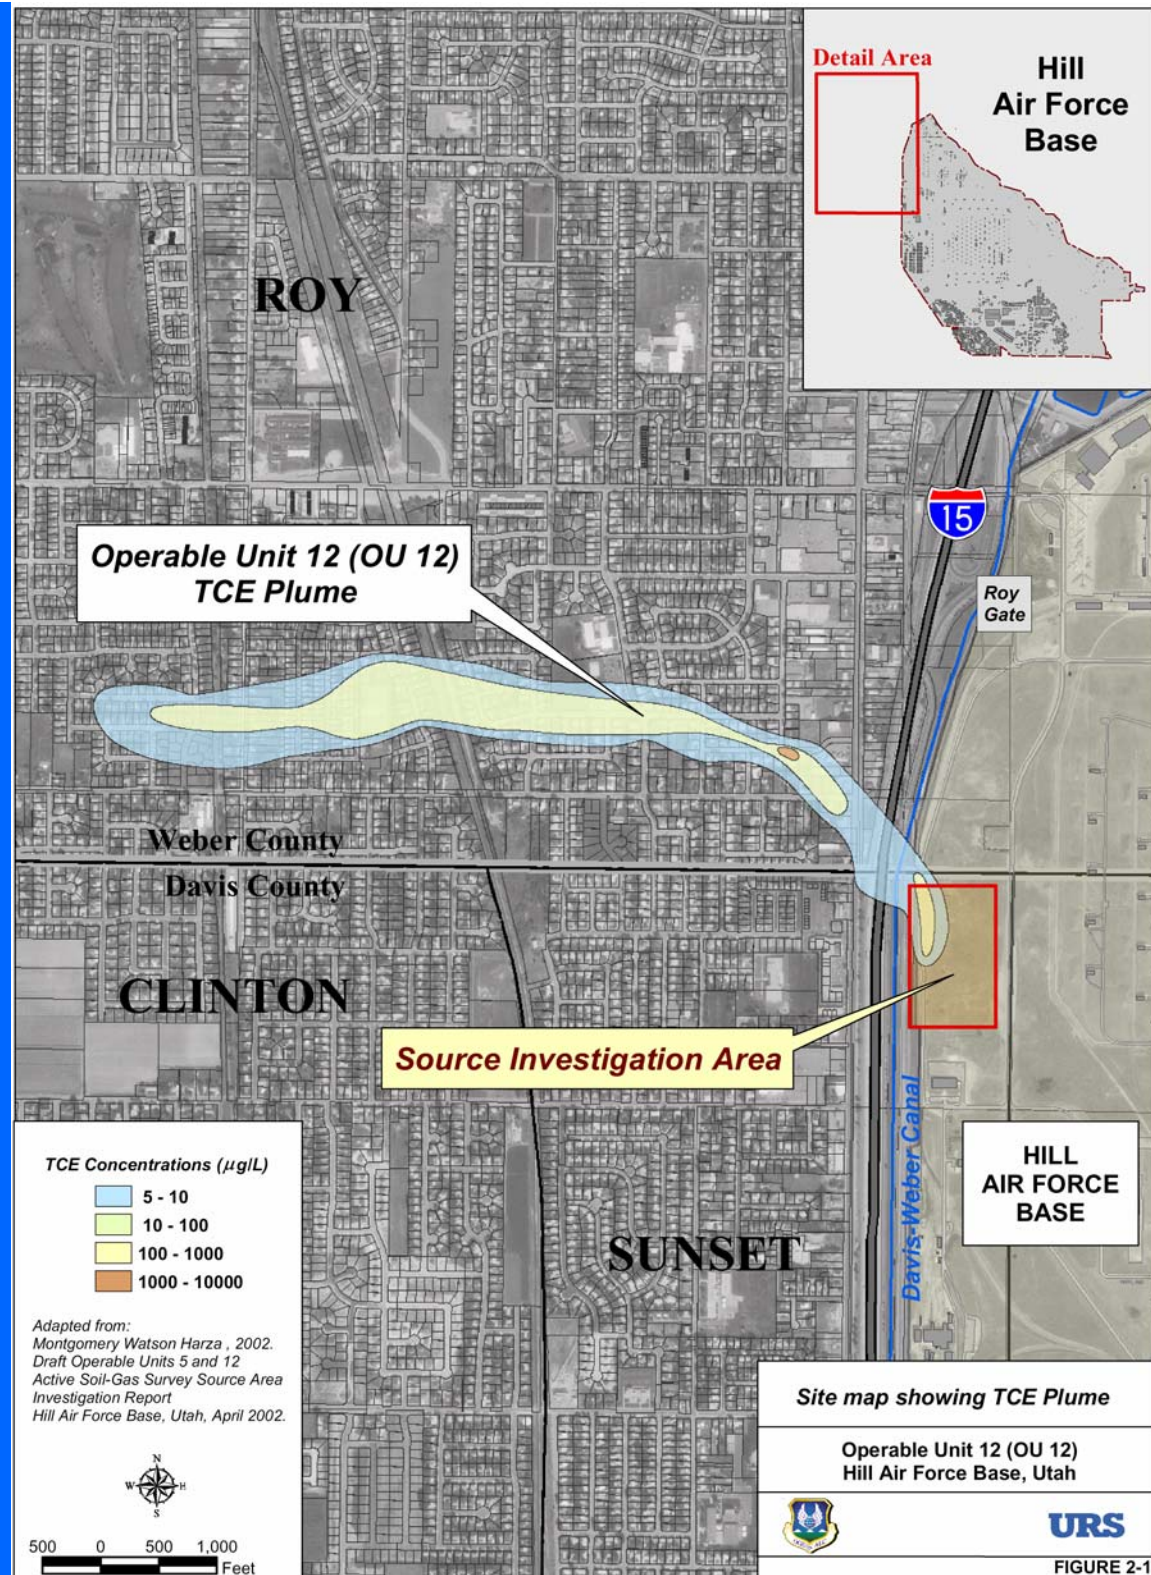 Detail Area
Hill
Air Force
Base
ROY
15
Operable Unit 12 (OU 12)
TCE Plume
Roy
Gate
Weber County
Davis County
CLINTON
Source Investigation Area
Davis-Weber Canal
HILL
AIR FORCE
BASE
SUNSET
TCE Concentrations (µg/L)
5 - 10
10 - 100
100 - 1000
1000 - 10000
Adapted from:
Montgomery Watson Harza , 2002.
Draft Operable Units 5 and 12
Active Soil-Gas Survey Source Area
Investigation Report
Hill Air Force Base, Utah, April 2002.
N
W
S
500 0 500 1,000
Feet
Site map showing TCE Plume
Operable Unit 12 (OU 12)
Hill Air Force Base, Utah
URS
FIGURE 2-1